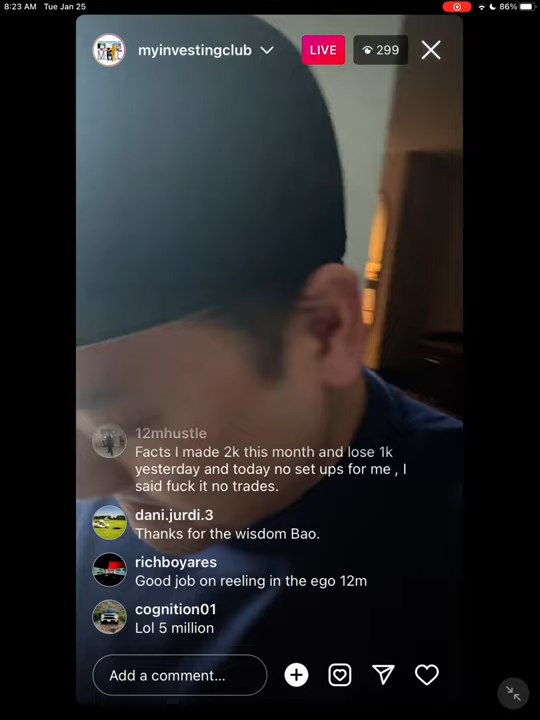 8:23 AM Tue Jan 25
86%
myinvestingclub
LIVE
299
12mhustle
Facts I made 2k this month and lose 1k
yesterday and today no set ups for me , I
said fuck it no trades.
dani.jurdi.3
Thanks for the wisdom Bao.
richboyares
Good job on reeling in the ego 12m
cognition01
Lol 5 million
Add a comment...